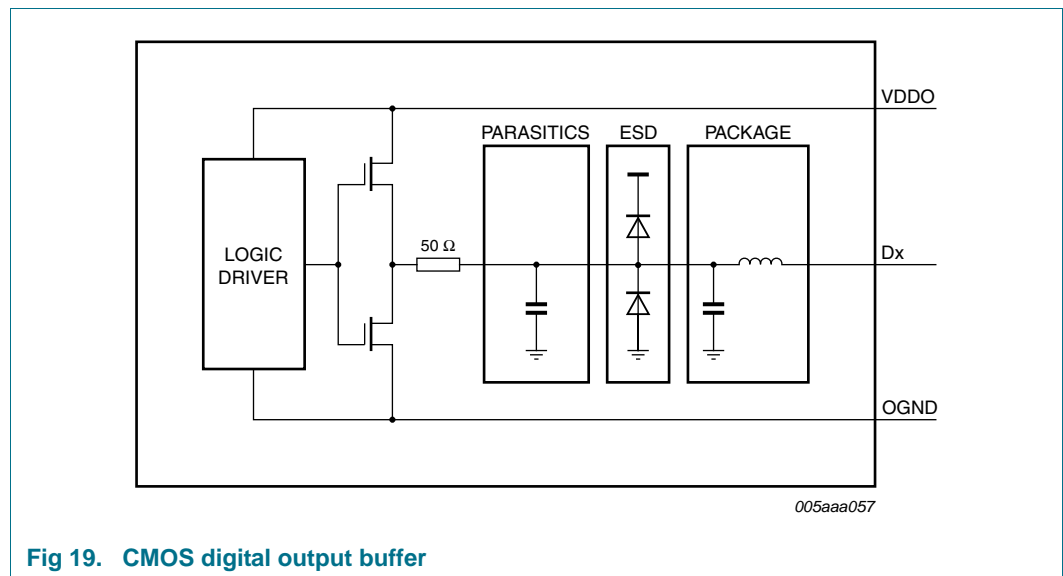 VDDO
PARASITICS ESD PACKAGE
50 Ω
LOGIC
DRIVER
Dx
OGND
005aaa057
Fig 19. CMOS digital output buffer